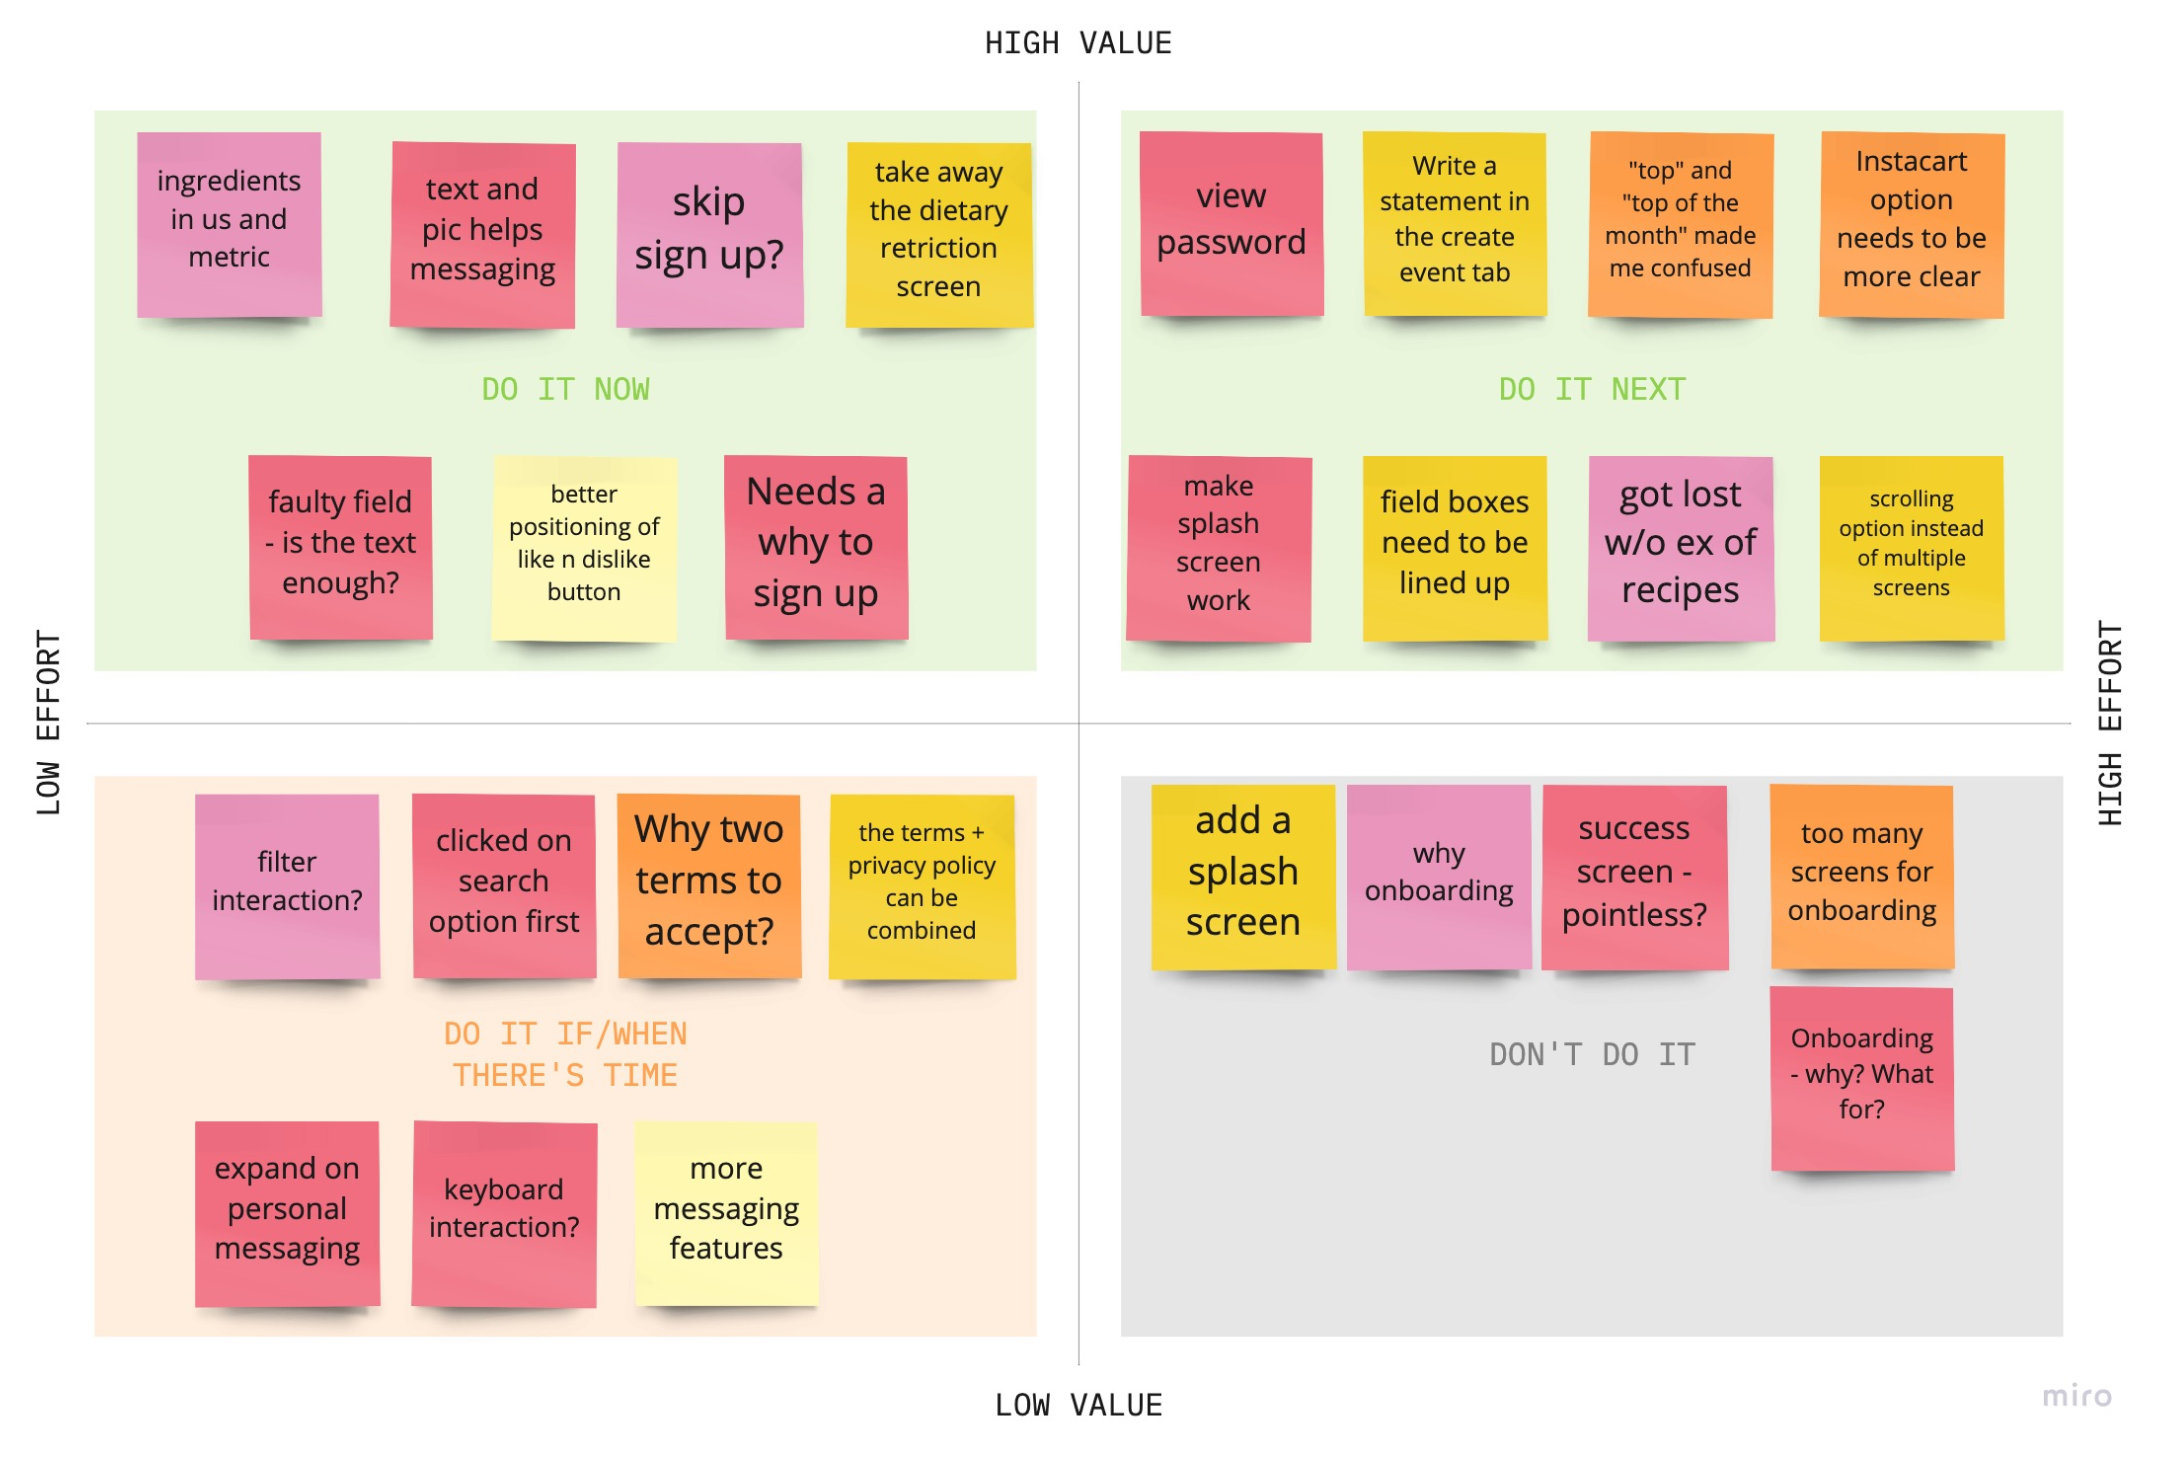 HIGH VALUE
ingredients
in us and
metric
text and
pic helps
messaging
skip
sign up?
take away
the dietary
retriction
screen
DO IT NOW
faulty field
- is the text
enough?
better
positioning of
like n dislike
button
Needs a
why to
sign up
view
password
Write a
statement in
the create
event tab
"top" and
"top of the
month" made
me confused
Instacart
option
needs to be
more clear
DO IT NEXT
make
splash
screen
work
field boxes
need to be
lined up
got lost
w/o ex of
recipes
scrolling
option instead
of multiple
screens
LOW EFFORT
HIGH EFFORT
filter
interaction?
clicked on
search
option first
Why two
terms to
accept?
the terms +
privacy policy
can be
combined
DO IT IF/WHEN
THERE'S TIME
expand on
personal
messaging
keyboard
interaction?
more
messaging
features
add a
splash
screen
why
onboarding
success
screen -
pointless?
too many
screens for
onboarding
DON'T DO IT
Onboarding
- why? What
for?
LOW VALUE
miro